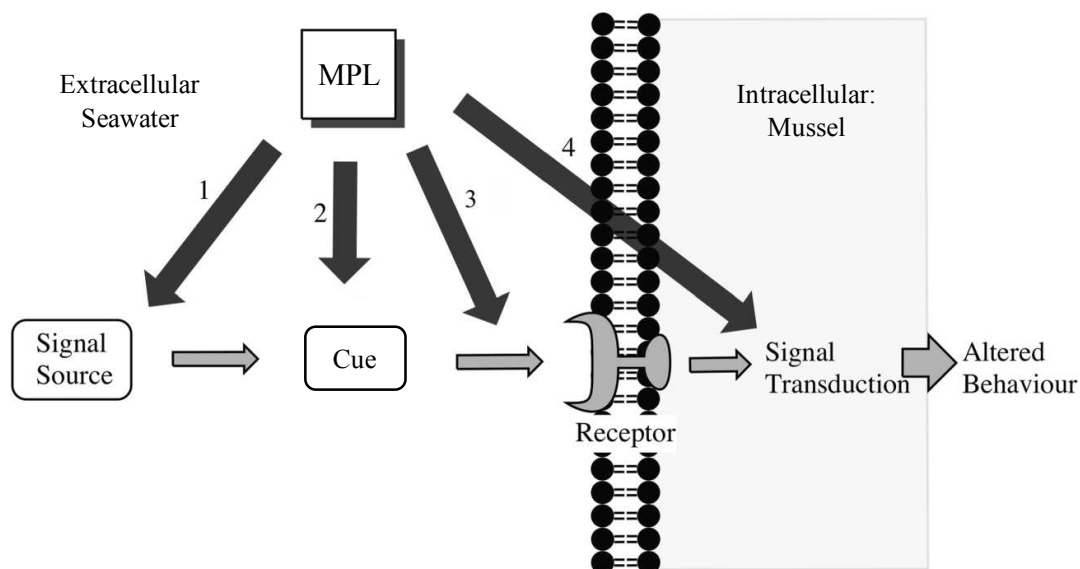 MPL
Extracellular
Seawater
Intracellular:
Mussel
1
2
3
4
Signal
Source
Cue
Receptor
Signal
Transduction
Altered
Behaviour